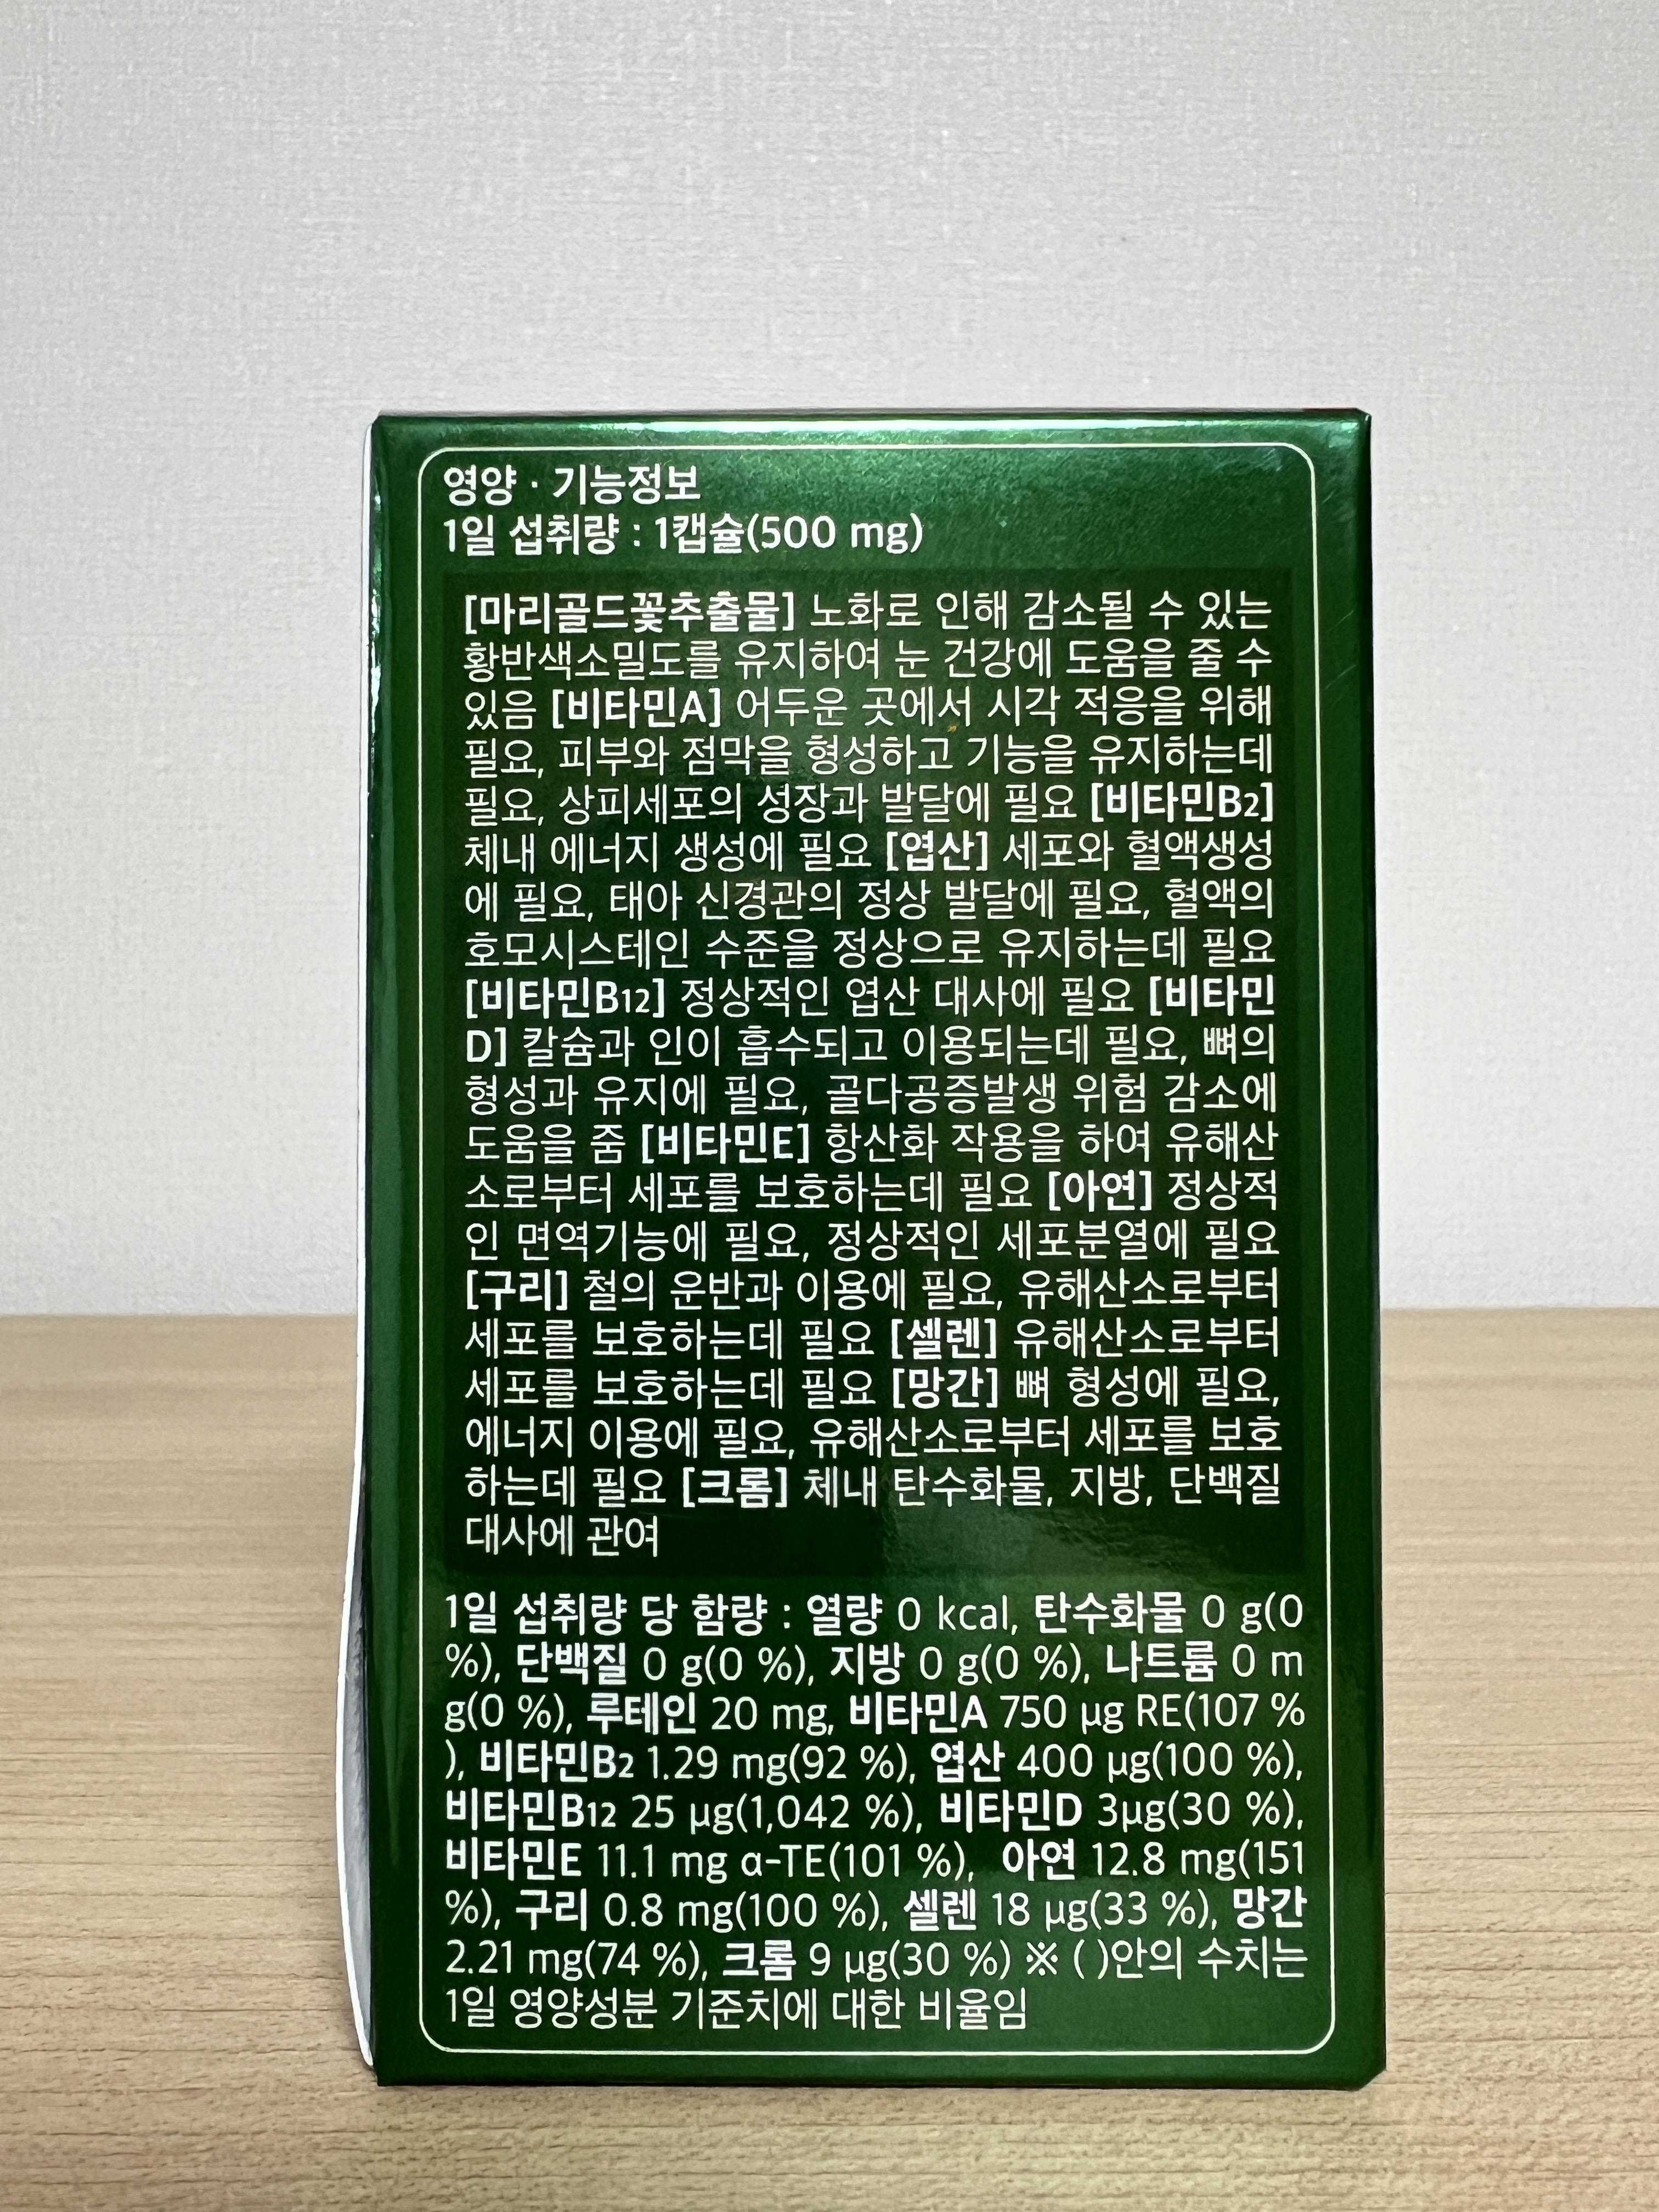 영양 · 기능정보
1일 섭취량 : 1캡슐(500 mg)
[마리골드꽃추출물] 노화로 인해 감소될 수 있는
황반색소밀도를 유지하여 눈 건강에 도움을 줄 수
있음 [비타민A] 어두운 곳에서 시각 적응을 위해
필요, 피부와 점막을 형성하고 기능을 유지하는데
필요, 상피세포의 성장과 발달에 필요 [비타민B2]
체내 에너지 생성에 필요 [엽산] 세포와 혈액생성
에 필요, 태아 신경관의 정상 발달에 필요, 혈액의
호모시스테인 수준을 정상으로 유지하는데 필요
[비타민B12] 정상적인 엽산 대사에 필요 [비타민
D] 칼슘과 인이 흡수되고 이용되는데 필요, 뼈의
형성과 유지에 필요, 골다공증발생 위험 감소에
도움을 줌 [비타민E] 항산화 작용을 하여 유해산
소로부터 세포를 보호하는데 필요 [아연] 정상적
인 면역기능에 필요, 정상적인 세포분열에 필요
[구리] 철의 운반과 이용에 필요, 유해산소로부터
세포를 보호하는데 필요 [셀렌] 유해산소로부터
세포를 보호하는데 필요 [망간] 뼈 형성에 필요,
에너지 이용에 필요, 유해산소로부터 세포를 보호
하는데 필요 [크롬] 체내 탄수화물, 지방, 단백질
대사에 관여
1일 섭취량 당 함량 : 열량 0 kcal, 탄수화물 0 g(0
%), 단백질 0 g(0 %), 지방 0 g(0 %), 나트륨 0 m
g(0 %), 루테인 20 mg, 비타민A 750 μg RE(107 %
), 비타민B2 1.29 mg(92 %), 엽산 400 μg(100 %),
비타민B12 25 μg(1,042 %), 비타민D 3μg(30 %),
비타민E 11.1 mg α-TE(101 %), 아연 12.8 mg(151
%), 구리 0.8 mg(100 %), 셀렌 18 μg(33 %), 망간
2.21 mg(74 %), 크롬 9 μg(30 %) ※ ( )안의 수치는
1일 영양성분 기준치에 대한 비율임